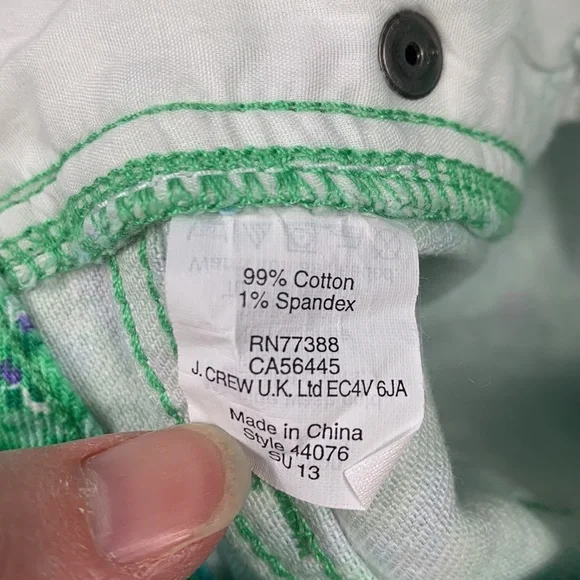 99% Cotton
1% Spandex
RN77388
CA56445
J. CREW U.K. Ltd EC4V 6JA
Made in China
Style 44076
SU 13